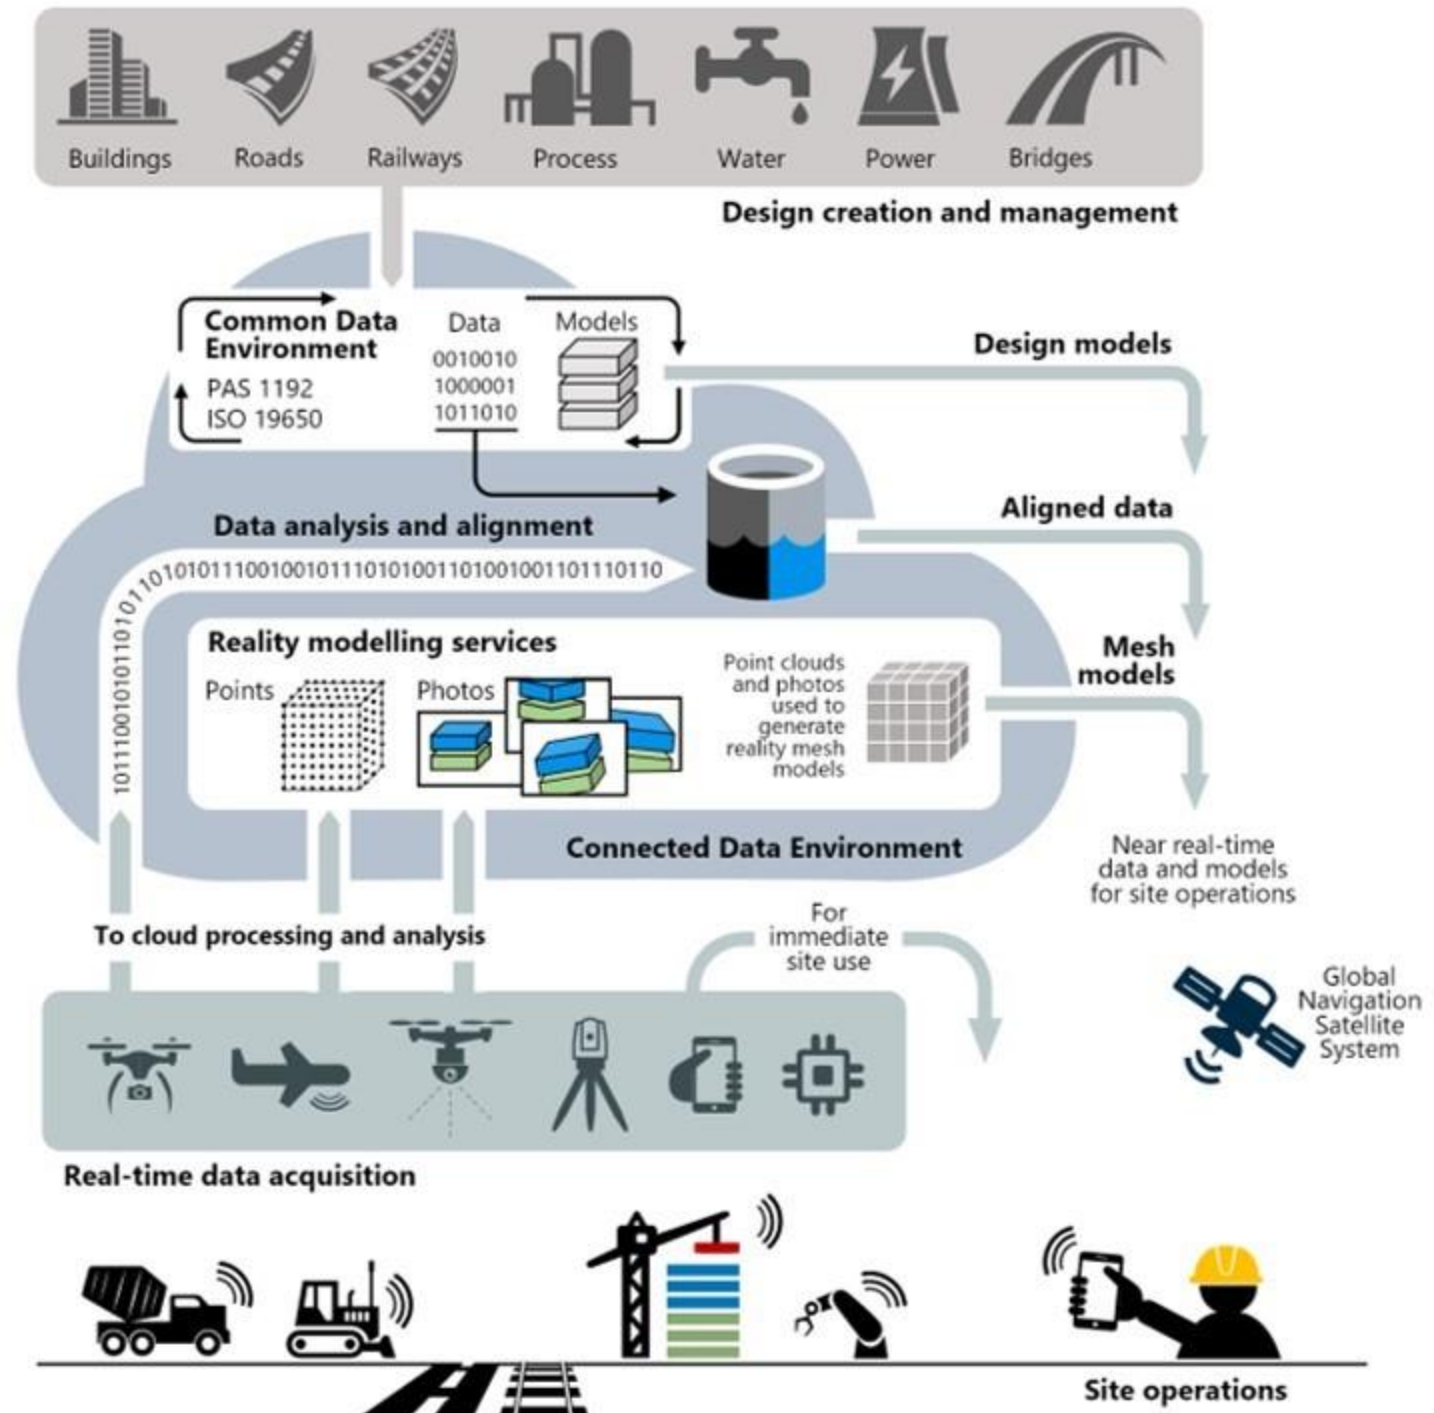 Buildings
Roads
Railways
Process
Water
Power
Bridges
Design creation and management
Common Data
Environment
PAS 1192
ISO 19650
Data
0010010
1000001
1011010
Models
Design models
Data analysis and alignment
Aligned data
Reality modelling services
Points
Photos
Point clouds
and photos
used to
generate
reality mesh
models
Mesh
models
Connected Data Environment
Near real-time
data and models
for site operations
To cloud processing and analysis
For
immediate
site use
Global
Navigation
Satellite
System
Real-time data acquisition
Site operations